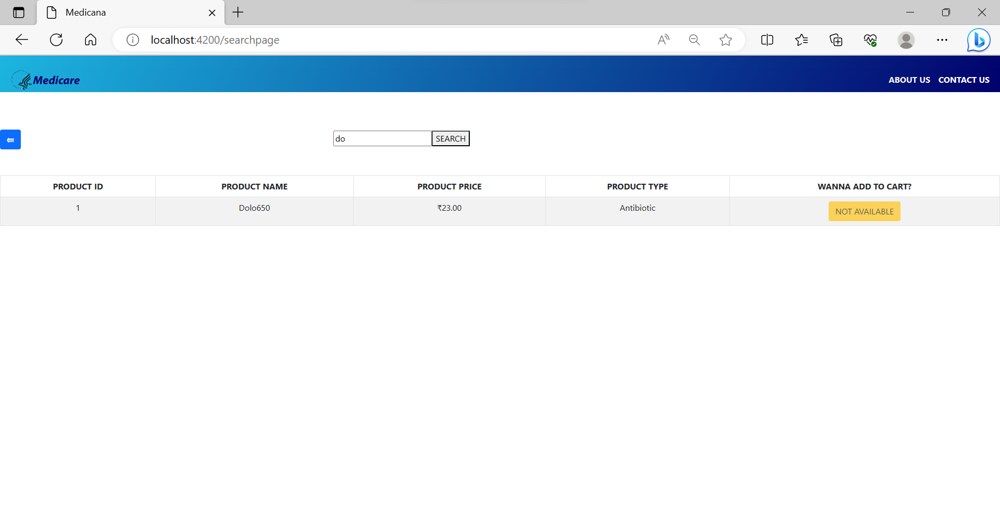 Medicana
localhost:4200/searchpage
Medicare
ABOUT US CONTACT US
do SEARCH
PRODUCT ID PRODUCT NAME PRODUCT PRICE PRODUCT TYPE WANNA ADD TO CART?
1 Dolo650 ₹23.00 Antibiotic NOT AVAILABLE